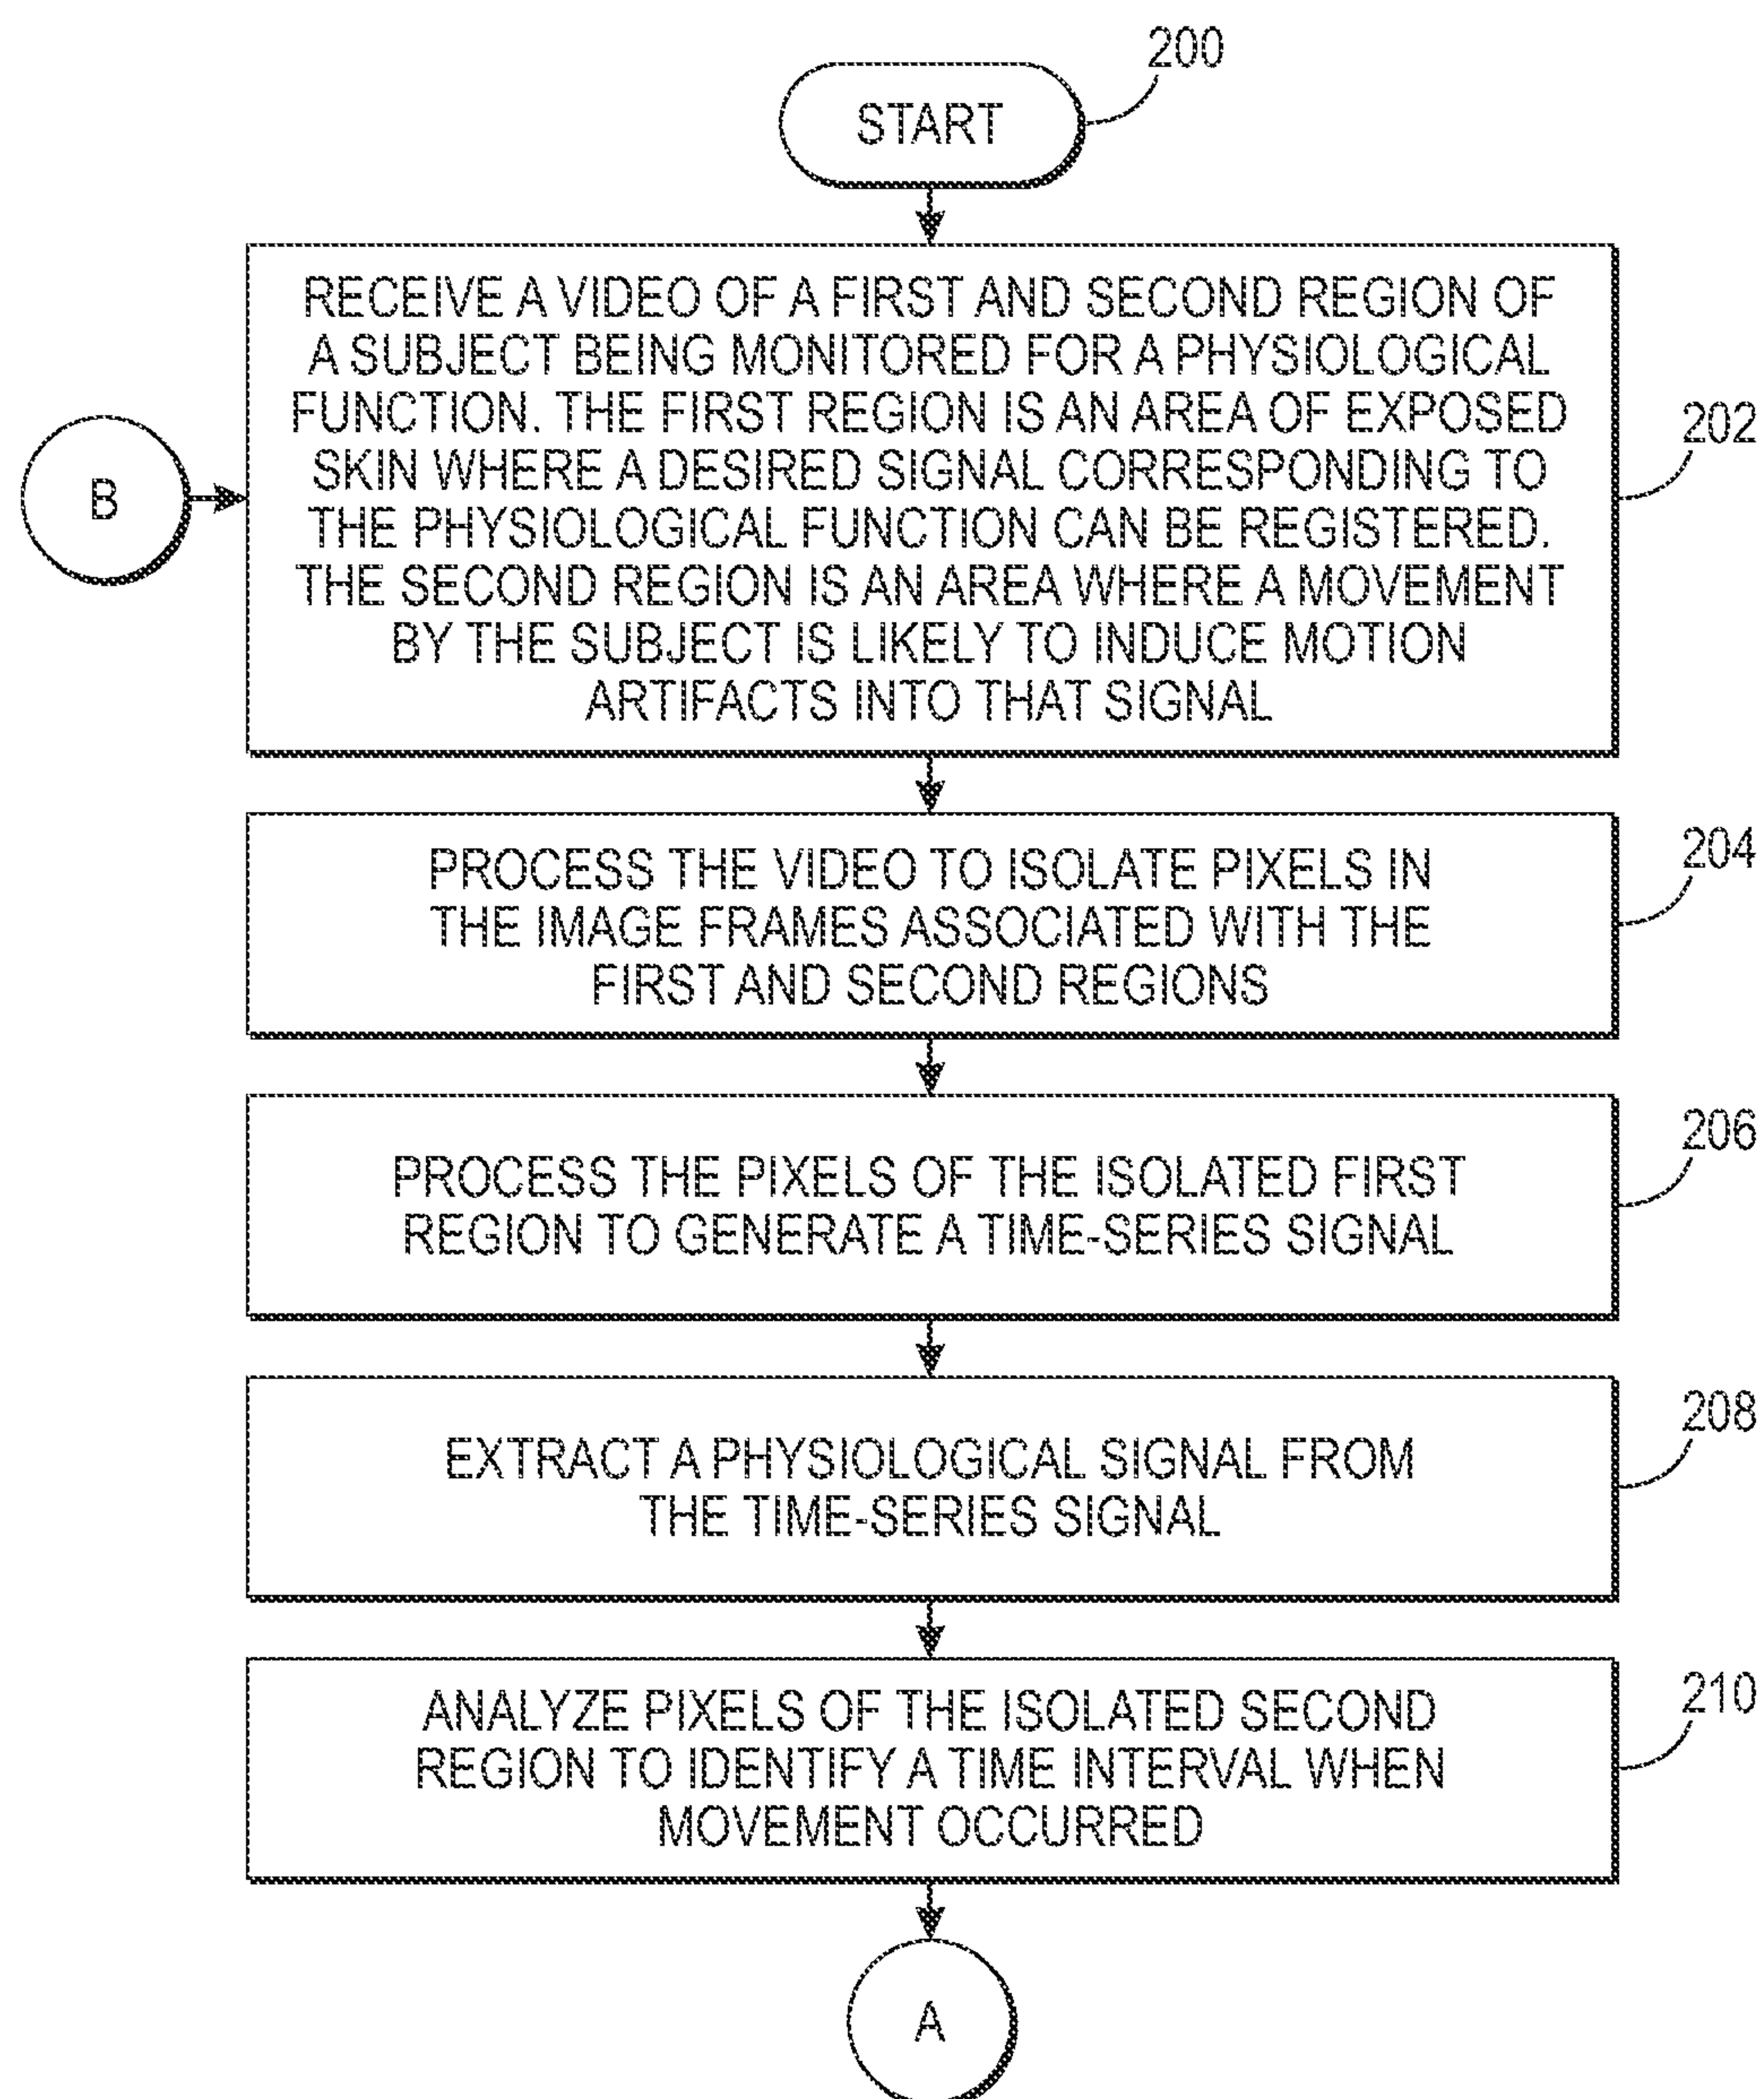 200
START
RECEIVE A VIDEO OF A FIRST AND SECOND REGION OF
A SUBJECT BEING MONITORED FOR A PHYSIOLOGICAL
FUNCTION. THE FIRST REGION IS AN AREA OF EXPOSED
SKIN WHERE A DESIRED SIGNAL CORRESPONDING TO
THE PHYSIOLOGICAL FUNCTION CAN BE REGISTERED.
THE SECOND REGION IS AN AREA WHERE A MOVEMENT
BY THE SUBJECT IS LIKELY TO INDUCE MOTION
ARTIFACTS INTO THAT SIGNAL
202
B
PROCESS THE VIDEO TO ISOLATE PIXELS IN
THE IMAGE FRAMES ASSOCIATED WITH THE
FIRST AND SECOND REGIONS
204
PROCESS THE PIXELS OF THE ISOLATED FIRST
REGION TO GENERATE A TIME-SERIES SIGNAL
206
EXTRACT A PHYSIOLOGICAL SIGNAL FROM
THE TIME-SERIES SIGNAL
208
ANALYZE PIXELS OF THE ISOLATED SECOND
REGION TO IDENTIFY A TIME INTERVAL WHEN
MOVEMENT OCCURRED
210
A